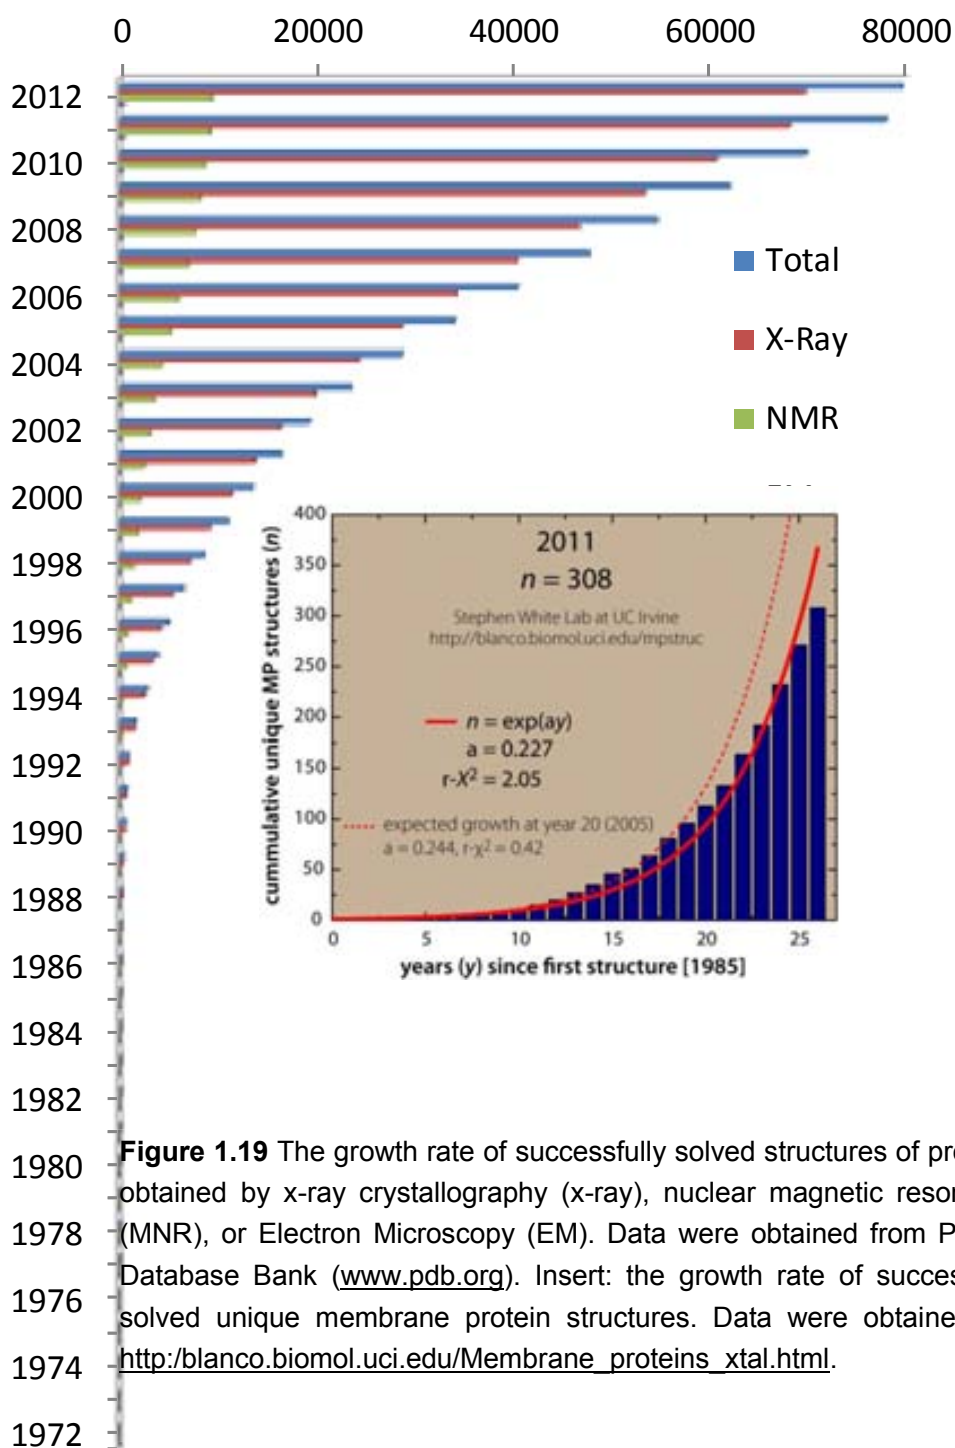 0 20000 40000 60000 80000
2012
2010
2008
2006
2004
2002
2000
1998
1996
1994
1992
1990
1988
1986
1984
1982
1980
1978
1976
1974
1972
Total
X-Ray
NMR
400
350
300
250
200
150
100
50
0
cummulative unique MP structures (n)
2011
n = 308
Stephen White Lab at UC Irvine
http://blanco.biomol.uci.edu/mpstruc
n = exp(ay)
a = 0.227
r-X² = 2.05
expected growth at year 20 (2005)
a = 0.244, r-χ² = 0.42
0 5 10 15 20 25
years (y) since first structure [1985]
Figure 1.19 The growth rate of successfully solved structures of pro
obtained by x-ray crystallography (x-ray), nuclear magnetic resor
(MNR), or Electron Microscopy (EM). Data were obtained from P
Database Bank (www.pdb.org). Insert: the growth rate of succes
solved unique membrane protein structures. Data were obtaine
http:/blanco.biomol.uci.edu/Membrane_proteins_xtal.html.